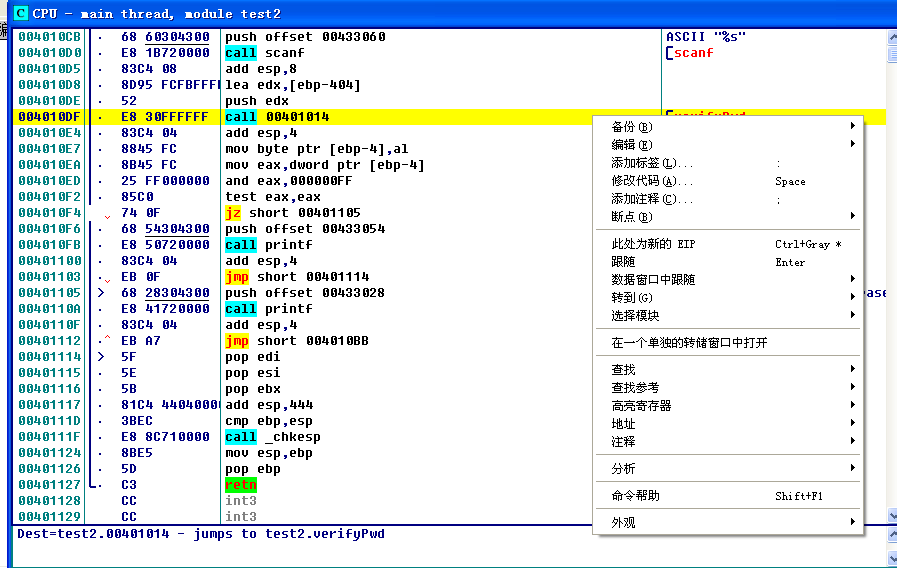 CPU - main thread, module test2
004010CB · 68 60304300 push offset 00433060 ASCII "%s"
004010D0 · E8 1B720000 call scanf [scanf
004010D5 · 83C4 08 add esp,8
004010D8 · 8D95 FCFBFFFF lea edx,[ebp-404]
004010DE · 52 push edx
004010DF · E8 30FFFFFF call 00401014 verifyPwd
004010E4 · 83C4 04 add esp,4
004010E7 · 8845 FC mov byte ptr [ebp-4],al
004010EA · 8B45 FC mov eax,dword ptr [ebp-4]
004010ED · 25 FF000000 and eax,000000FF
004010F2 · 85C0 test eax,eax
004010F4 74 0F jz short 00401105
004010F6 · 68 54304300 push offset 00433054
004010FB · E8 50720000 call printf
00401100 · 83C4 04 add esp,4
00401103 · EB 0F jmp short 00401114
00401105 > 68 28304300 push offset 00433028
0040110A · E8 41720000 call printf
0040110F · 83C4 04 add esp,4
00401112 ·^ EB A7 jmp short 004010BB
00401114 > 5F pop edi
00401115 · 5E pop esi
00401116 · 5B pop ebx
00401117 · 81C4 44040000 add esp,444
0040111D · 3BEC cmp ebp,esp
0040111F · E8 8C710000 call _chkesp
00401124 · 8BE5 mov esp,ebp
00401126 · 5D pop ebp
00401127 · C3 retn
00401128 CC int3
00401129 CC int3
备份(B)
编辑(E)
添加标签(L)... :
修改代码(A)... Space
添加注释(C)... ;
断点(B)
此处为新的 EIP Ctrl+Gray *
跟随 Enter
数据窗口中跟随
转到(G)
选择模块
在一个单独的转储窗口中打开
查找
查找参考
高亮寄存器
地址
注释
分析
命令帮助 Shift+F1
外观
Dest=test2.00401014 - jumps to test2.verifyPwd